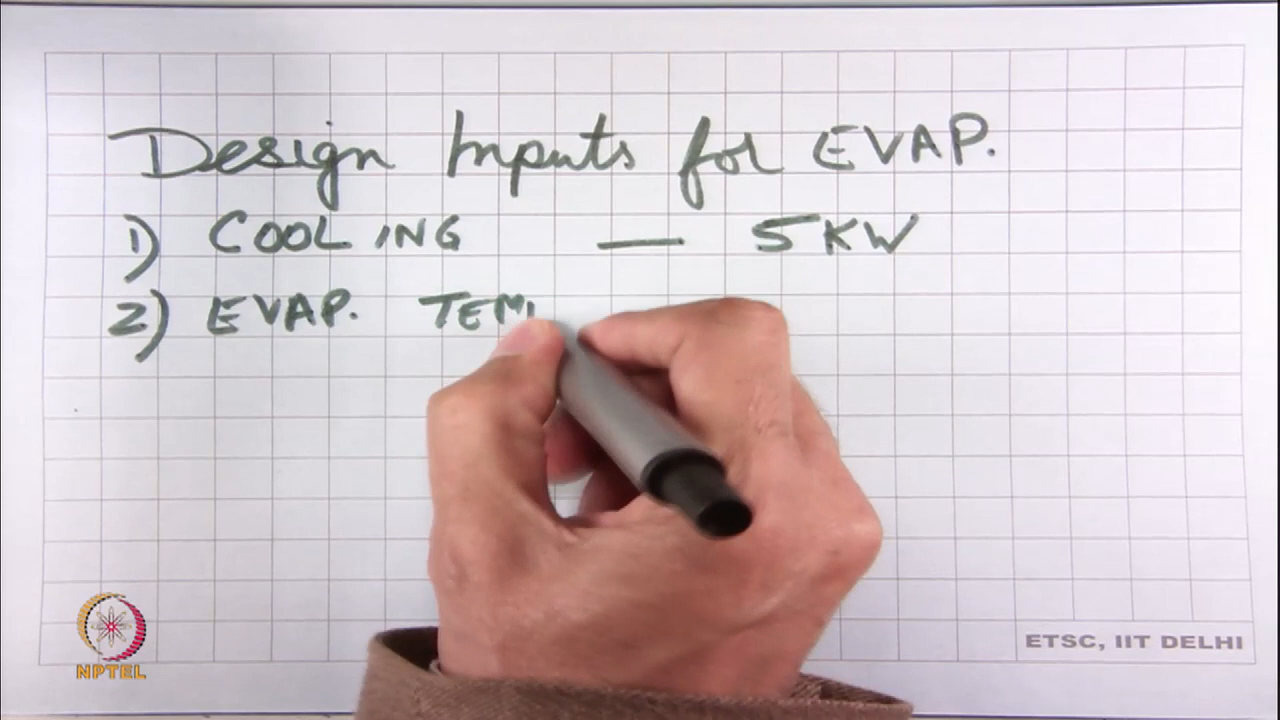 Design Inputs for EVAP.
1) COOLING — 5KW
2) EVAP. TEM
NPTEL
ETSC, IIT DELHI